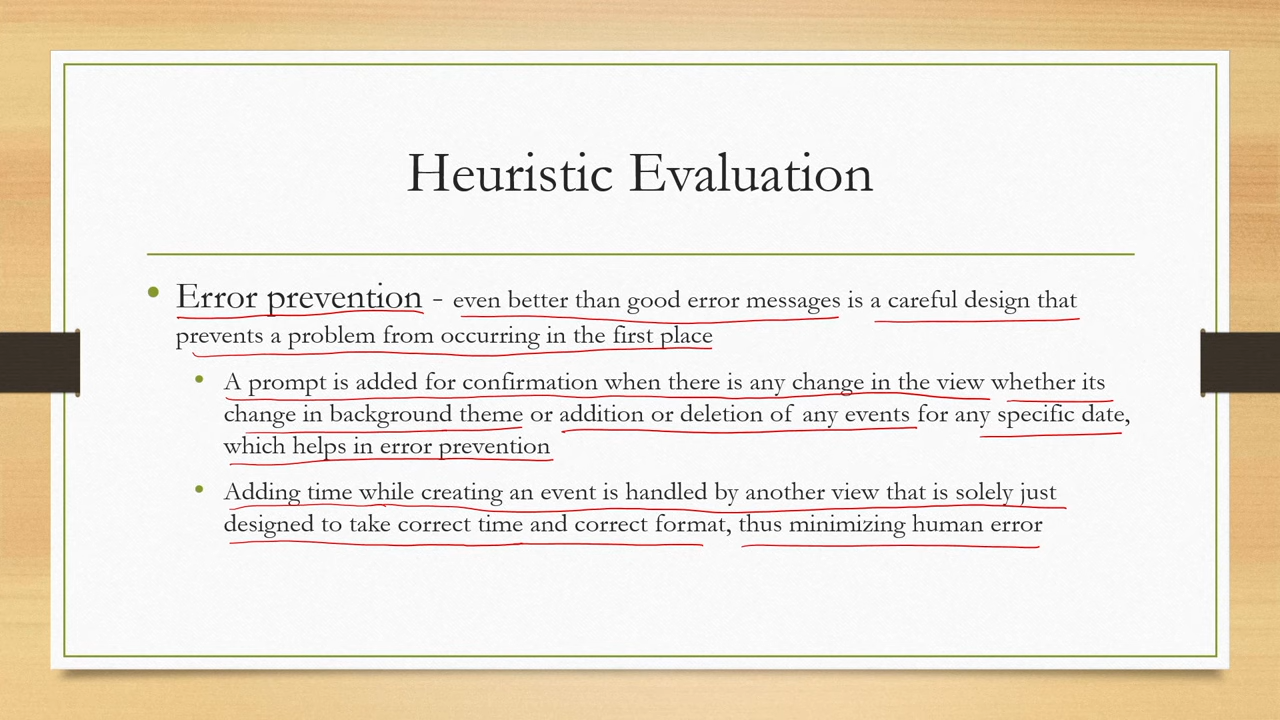 Heuristic Evaluation
• Error prevention - even better than good error messages is a careful design that
prevents a problem from occurring in the first place
• A prompt is added for confirmation when there is any change in the view whether its
change in background theme or addition or deletion of any events for any specific date,
which helps in error prevention
• Adding time while creating an event is handled by another view that is solely just
designed to take correct time and correct format, thus minimizing human error